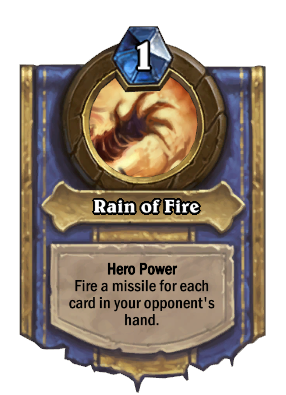 1
Rain of Fire
Hero Power
Fire a missile for each
card in your opponent's
hand.